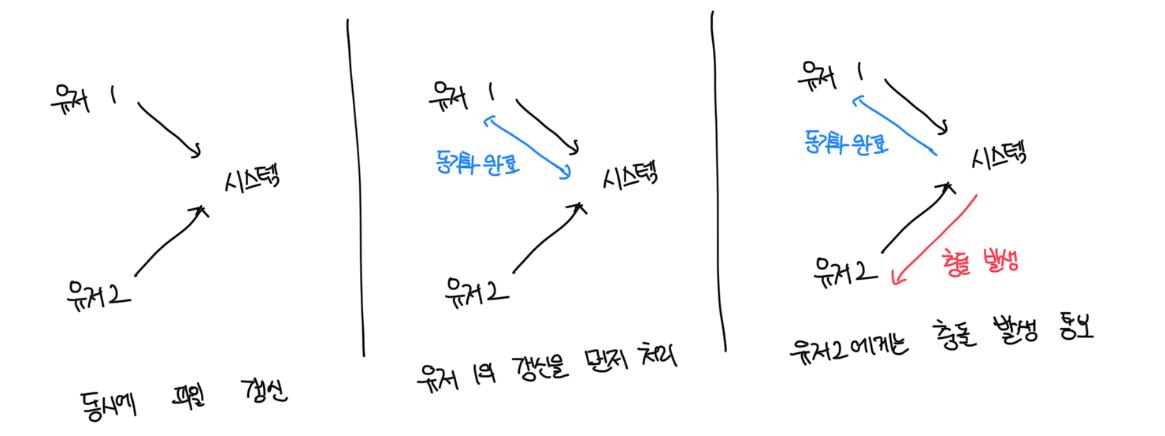 유저 1
시스템
유저2
동시에 파일 갱신
유저 1
동기화 완료
시스템
유저2
유저 1의 갱신을 먼저 처리
유저 1
동기화 완료
시스템
유저2
충돌 발생
유저2에게는 충돌 발생 통보